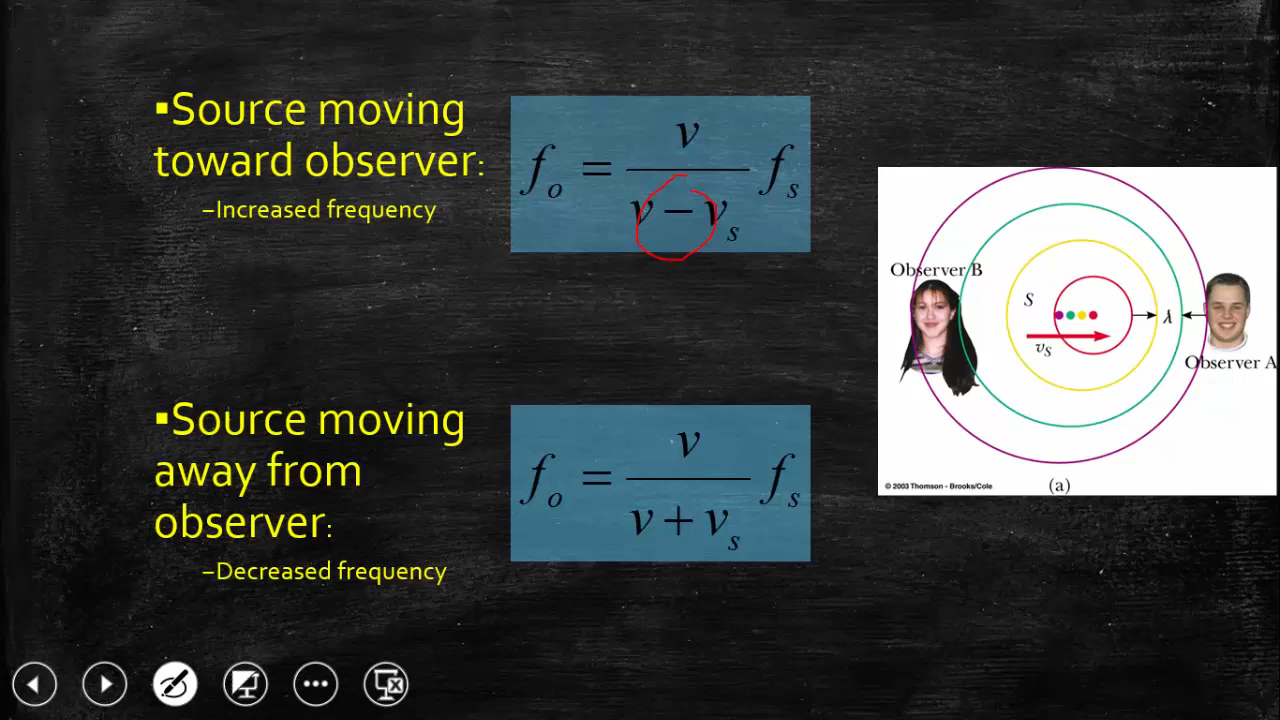 ▪Source moving
toward observer:
–Increased frequency
f_o = v / (v − v_s) f_s
▪Source moving
away from
observer:
–Decreased frequency
f_o = v / (v + v_s) f_s
Observer B
S
v_S
λ
Observer A
© 2003 Thomson - Brooks/Cole
(a)